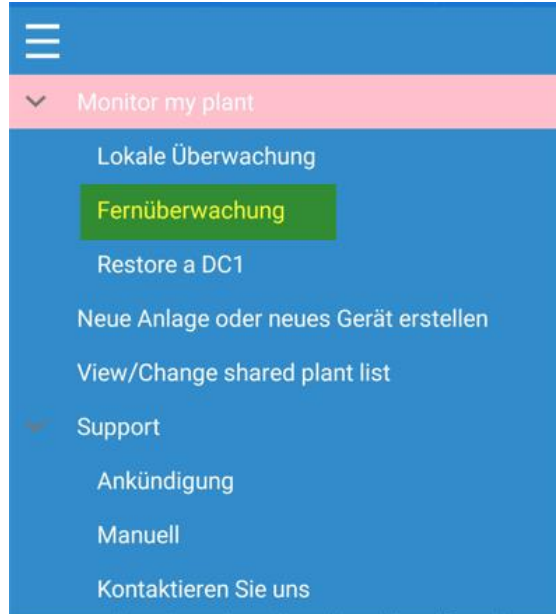 Monitor my plant
Lokale Überwachung
Fernüberwachung
Restore a DC1
Neue Anlage oder neues Gerät erstellen
View/Change shared plant list
Support
Ankündigung
Manuell
Kontaktieren Sie uns